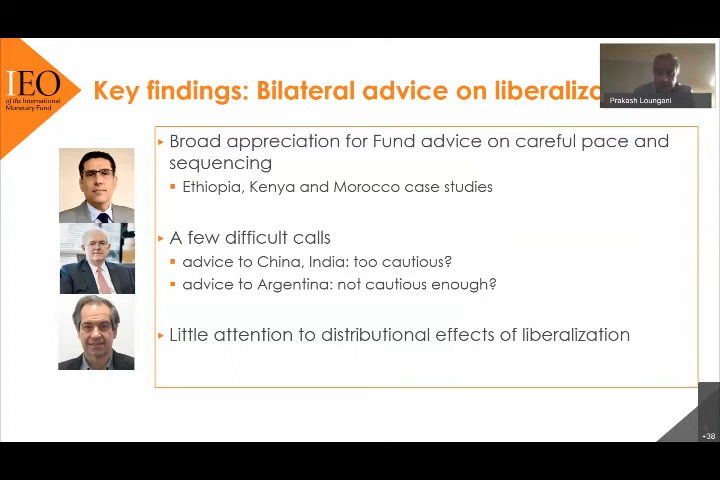 IEO
of the International
Monetary Fund
Key findings: Bilateral advice on liberaliza
Prakash Loungani
Broad appreciation for Fund advice on careful pace and
sequencing
Ethiopia, Kenya and Morocco case studies
A few difficult calls
advice to China, India: too cautious?
advice to Argentina: not cautious enough?
Little attention to distributional effects of liberalization
+38